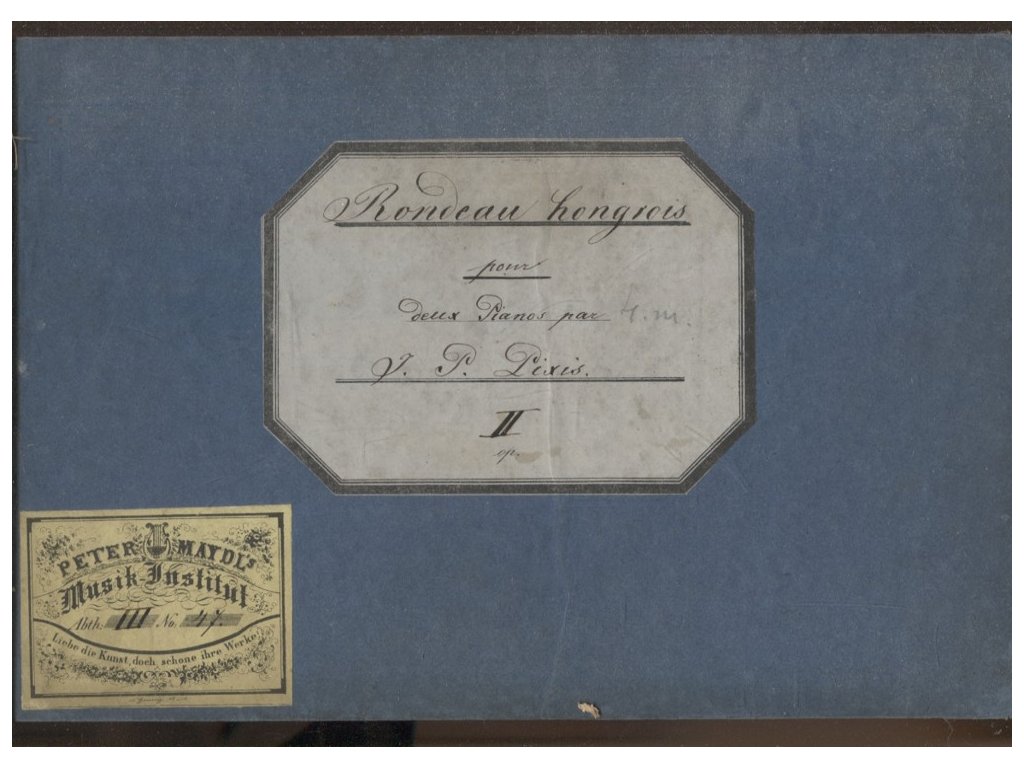 Rondeau hongrois
pour
deux Pianos par 4. m.
J. P. Pixis.
II
op.
PETER MAYDL's
Musik-Institut
Abth: III No. 47.
Liebe die Kunst, doch schone ihre Werke!